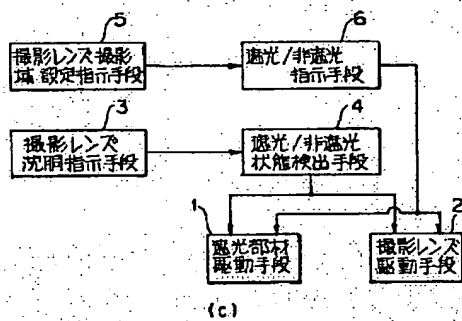 5
撮影レンズ撮影
域設定指示手段
6
遮光/非遮光
指示手段
3
撮影レンズ
沈胴指示手段
4
遮光/非遮光
状態検出手段
1
遮光部材
駆動手段
2
撮影レンズ
駆動手段
(c)